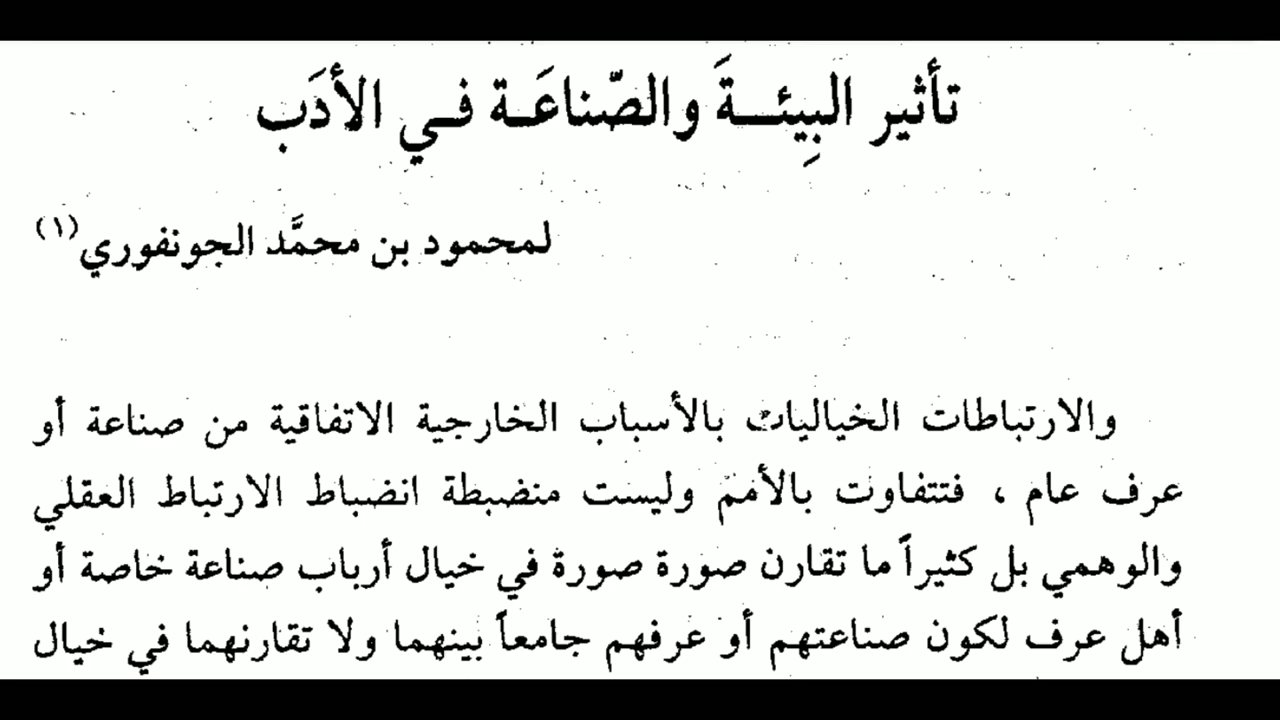 تأثير البِيئــةَ والصّناعَـة فـي الأدَب
لمحمود بن محمَّد الجونفوري(١)
والارتباطات الخياليات بالأسباب الخارجية الاتفاقية من صناعة أو
عرف عام ، فتتفاوت بالأمم وليست منضبطة انضباط الارتباط العقلي
والوهمي بل كثيراً ما تقارن صورة صورة في خيال أرباب صناعة خاصة أو
أهل عرف لكون صناعتهم أو عرفهم جامعاً بينهما ولا تقارنهما في خيال